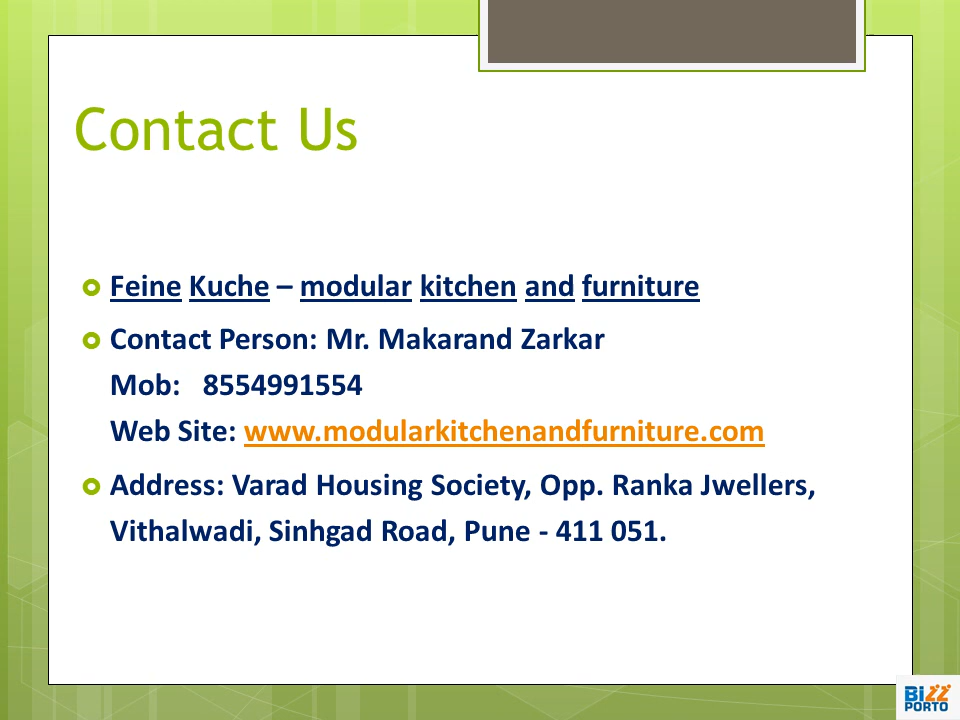 Contact Us
Feine Kuche – modular kitchen and furniture
Contact Person: Mr. Makarand Zarkar
Mob: 8554991554
Web Site: www.modularkitchenandfurniture.com
Address: Varad Housing Society, Opp. Ranka Jwellers,
Vithalwadi, Sinhgad Road, Pune - 411 051.
BiZZ
PORTO